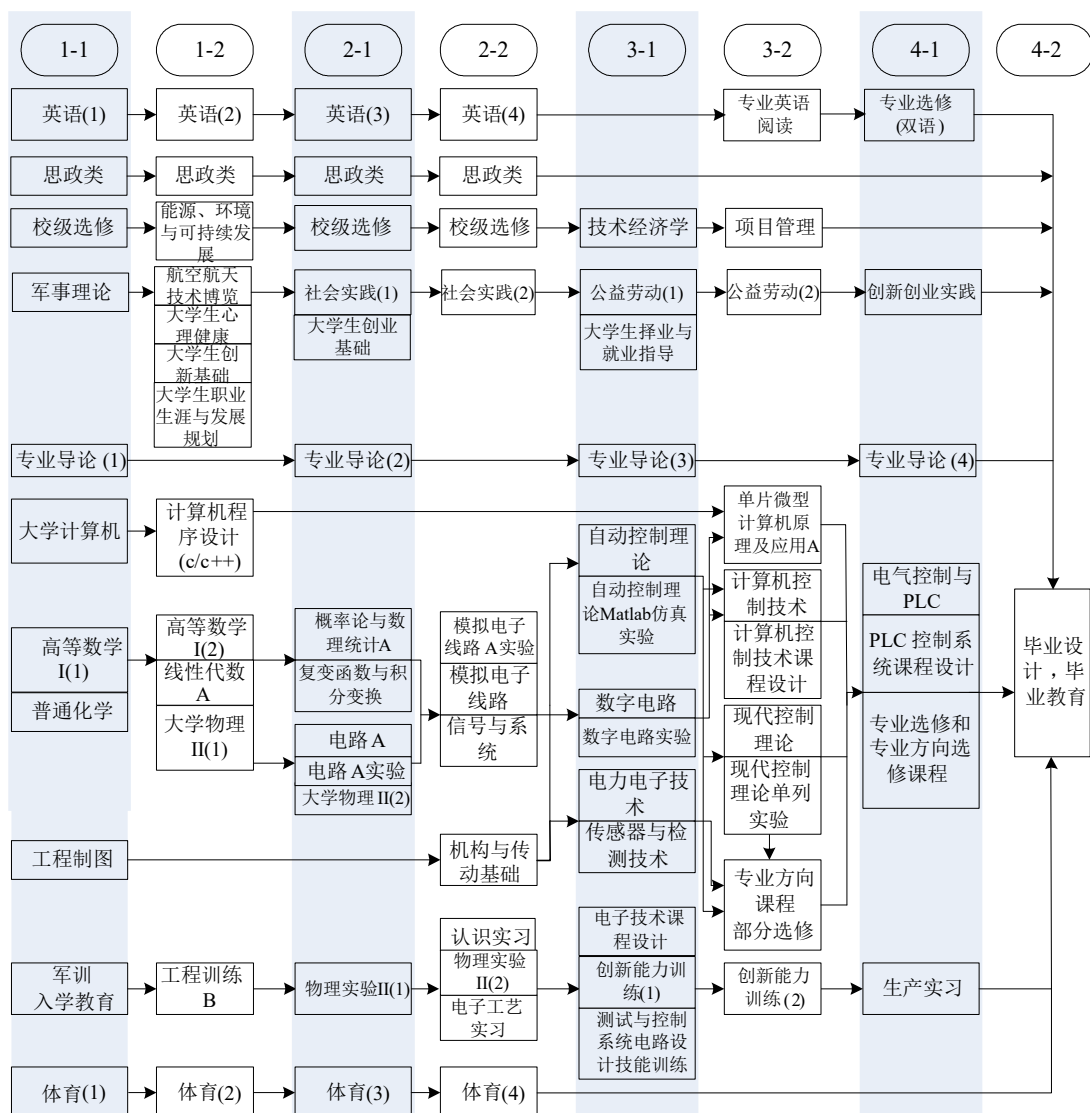 1-1
1-2
2-1
2-2
3-1
3-2
4-1
4-2
英语(1)
英语(2)
英语(3)
英语(4)
专业英语
阅读
专业选修
(双语)
思政类
思政类
思政类
思政类
校级选修
能源、环境
与可持续发
展
校级选修
校级选修
技术经济学
项目管理
军事理论
航空航天
技术博览
大学生心
理健康
大学生创
新基础
大学生职业
生涯与发展
规划
社会实践(1)
大学生创业
基础
社会实践(2)
公益劳动(1)
大学生择业与
就业指导
公益劳动(2)
创新创业实践
专业导论(1)
专业导论(2)
专业导论(3)
专业导论(4)
大学计算机
计算机程
序设计
(c/c++)
单片微型
计算机原
理及应用A
自动控制理
论
自动控制理
论Matlab仿真
实验
计算机控
制技术
计算机控
制技术课
程设计
电气控制与
PLC
PLC 控制系
统课程设计
专业选修和
专业方向选
修课程
毕业设
计，毕
业教育
高等数学
I(1)
普通化学
高等数学
I(2)
线性代数
A
大学物理
II(1)
概率论与数
理统计A
复变函数与积
分变换
电路 A
电路 A实验
大学物理 II(2)
模拟电子
线路 A实验
模拟电子
线路
信号与系
统
数字电路
数字电路实验
现代控制
理论
现代控制
理论单列
实验
电力电子技
术
传感器与检
测技术
工程制图
机构与传
动基础
专业方向
课程
部分选修
军训
入学教育
工程训练
B
物理实验II(1)
认识实习
物理实验
II(2)
电子工艺
实习
电子技术课
程设计
创新能力训
练(1)
测试与控制
系统电路设
计技能训练
创新能力
训练(2)
生产实习
体育(1)
体育(2)
体育(3)
体育(4)